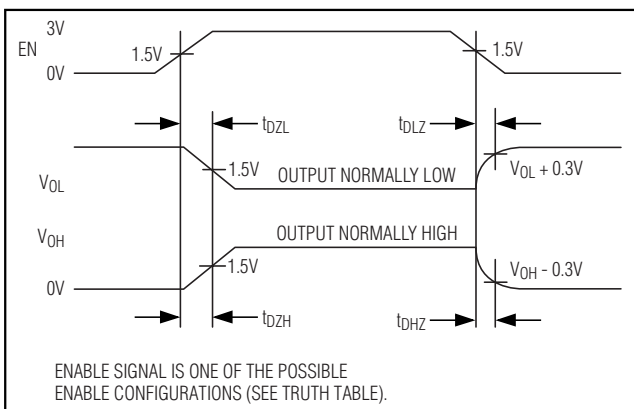 3V
EN
1.5V
1.5V
0V
tDZL
tDLZ
1.5V
OUTPUT NORMALLY LOW
VOL + 0.3V
VOL
VOH
OUTPUT NORMALLY HIGH
1.5V
VOH - 0.3V
0V
tDZH
tDHZ
ENABLE SIGNAL IS ONE OF THE POSSIBLE
ENABLE CONFIGURATIONS (SEE TRUTH TABLE).